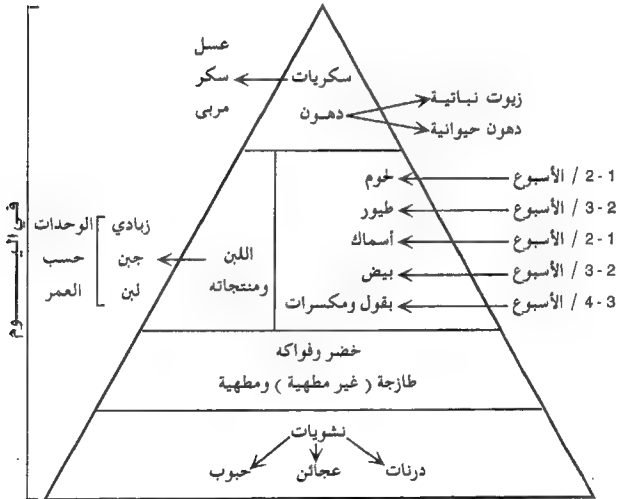 عسل
سكريات
سكر
دهون
مربى
زيوت نباتية
دهون حيوانية
لحوم
1-2 / الأسبوع
طيور
2-3 / الأسبوع
أسماك
1-2 / الأسبوع
بيض
2-3 / الأسبوع
بقول ومكسرات
3-4 / الأسبوع
اللبن
ومنتجاته
زبادي
جبن
لبن
الوحدات
حسب
العمر
في اليوم
خضر وفواكه
طازجة ( غير مطهية ) ومطهية
نشويات
درنات
عجائن
حبوب